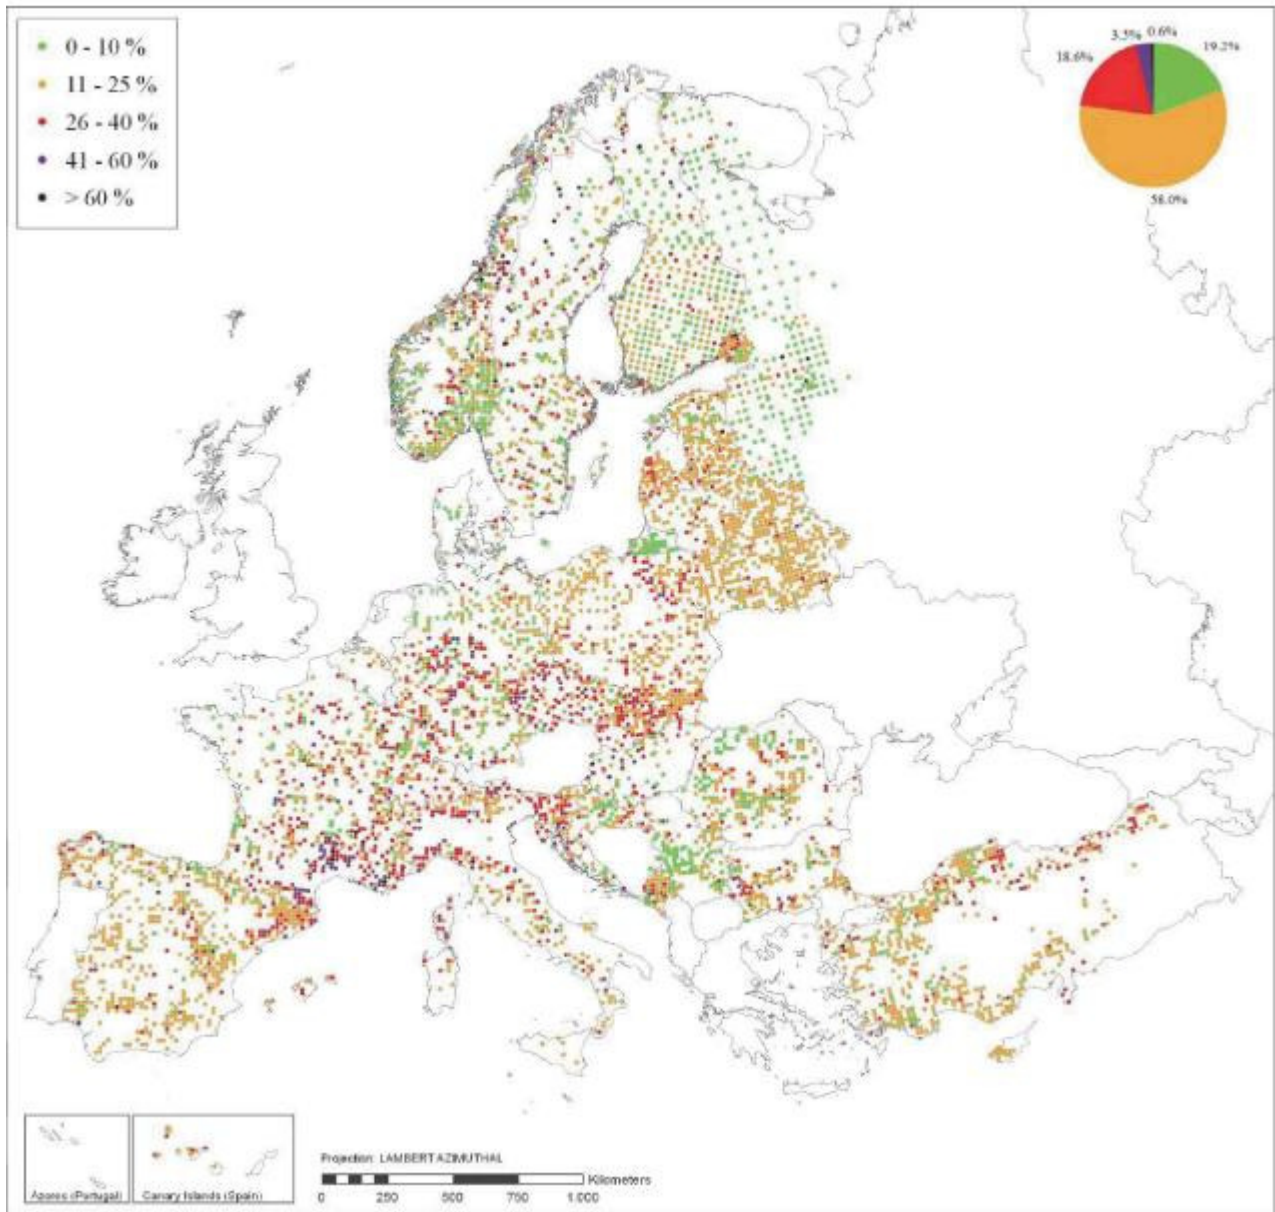 0 - 10 %
11 - 25 %
26 - 40 %
41 - 60 %
> 60 %
3.5% 0.6%
18.6%
19.2%
58.0%
Azores (Portugal)
Canary Islands (Spain)
Projection: LAMBERT AZIMUTHAL
Kilometers
0 250 500 750 1.000